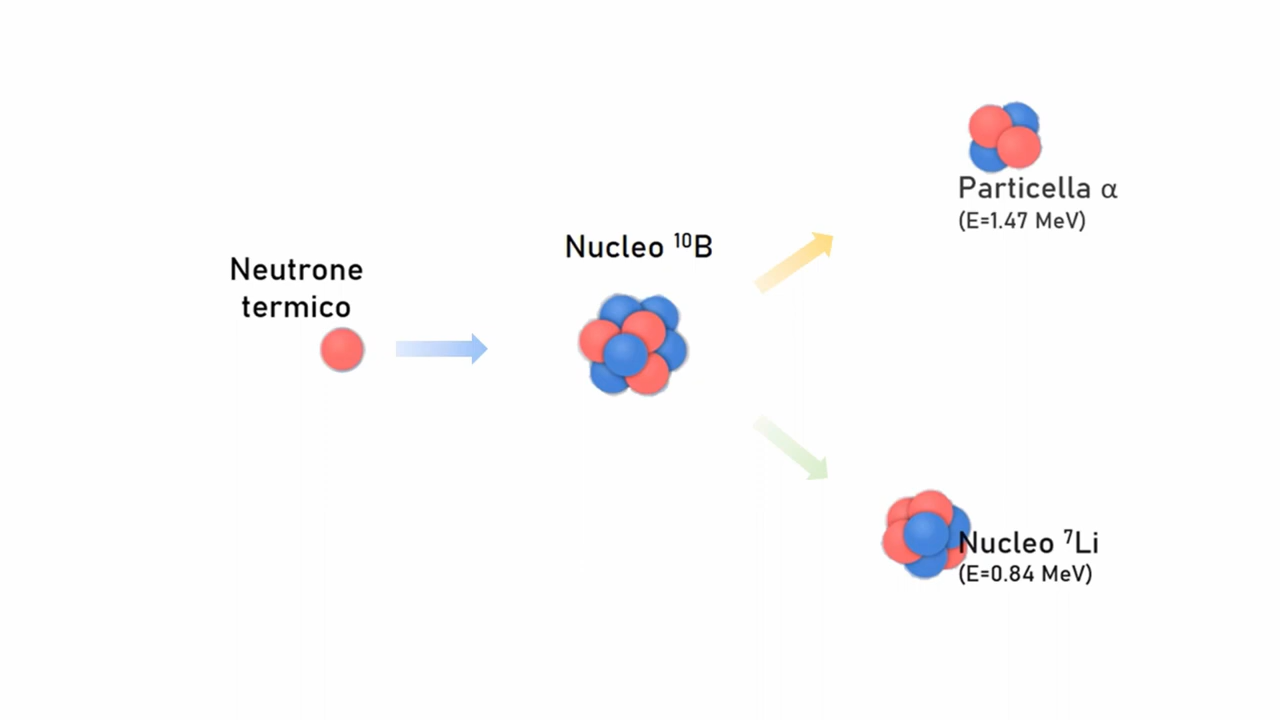 Neutrone
termico
Nucleo ¹⁰B
Particella α
(E=1.47 MeV)
Nucleo ⁷Li
(E=0.84 MeV)